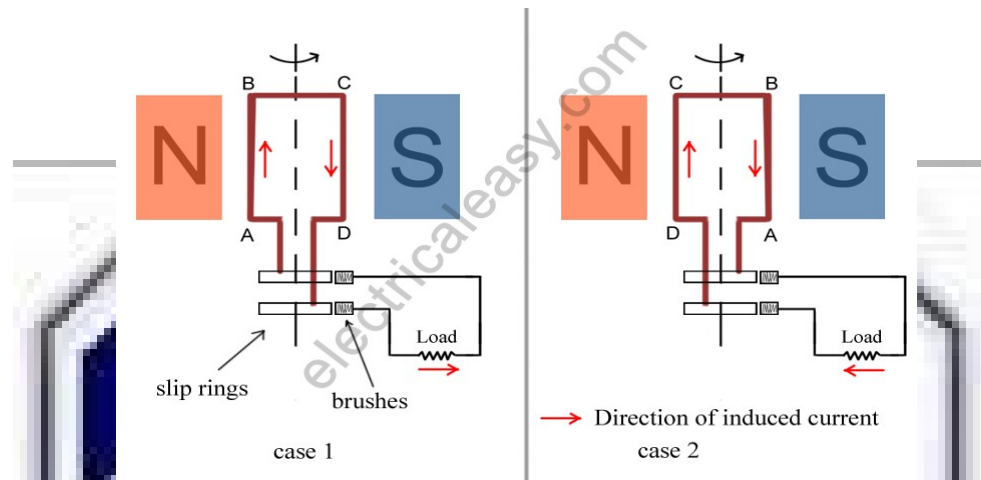 B C
N S
A D
Load
slip rings
brushes
case 1
C B
N S
D A
Load
Direction of induced current
case 2
electricaleasy.com